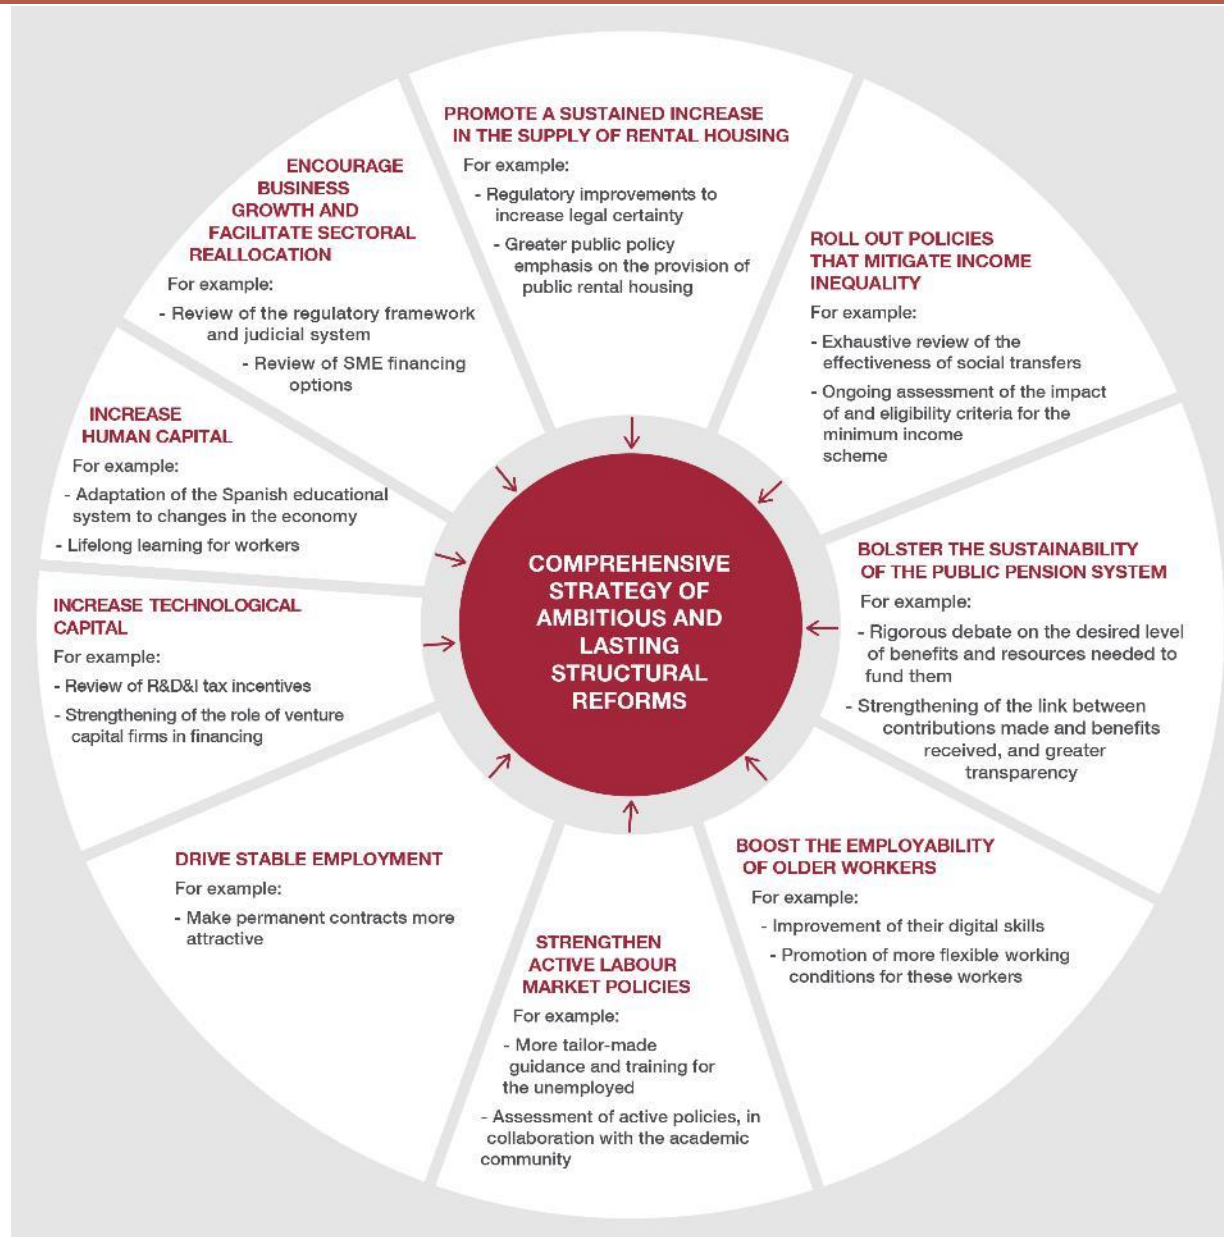 PROMOTE A SUSTAINED INCREASE
IN THE SUPPLY OF RENTAL HOUSING
For example:
- Regulatory improvements to
increase legal certainty
- Greater public policy
emphasis on the provision of
public rental housing
ROLL OUT POLICIES
THAT MITIGATE INCOME
INEQUALITY
For example:
- Exhaustive review of the
effectiveness of social transfers
- Ongoing assessment of the impact
of and eligibility criteria for the
minimum income
scheme
BOLSTER THE SUSTAINABILITY
OF THE PUBLIC PENSION SYSTEM
For example:
- Rigorous debate on the desired level
of benefits and resources needed to
fund them
- Strengthening of the link between
contributions made and benefits
received, and greater
transparency
BOOST THE EMPLOYABILITY
OF OLDER WORKERS
For example:
- Improvement of their digital skills
- Promotion of more flexible working
conditions for these workers
STRENGTHEN
ACTIVE LABOUR
MARKET POLICIES
For example:
- More tailor-made
guidance and training for
the unemployed
- Assessment of active policies, in
collaboration with the academic
community
DRIVE STABLE EMPLOYMENT
For example:
- Make permanent contracts more
attractive
INCREASE TECHNOLOGICAL
CAPITAL
For example:
- Review of R&D&I tax incentives
- Strengthening of the role of venture
capital firms in financing
INCREASE
HUMAN CAPITAL
For example:
- Adaptation of the Spanish educational
system to changes in the economy
- Lifelong learning for workers
ENCOURAGE
BUSINESS
GROWTH AND
FACILITATE SECTORAL
REALLOCATION
For example:
- Review of the regulatory framework
and judicial system
- Review of SME financing
options
COMPREHENSIVE
STRATEGY OF
AMBITIOUS AND
LASTING
STRUCTURAL
REFORMS